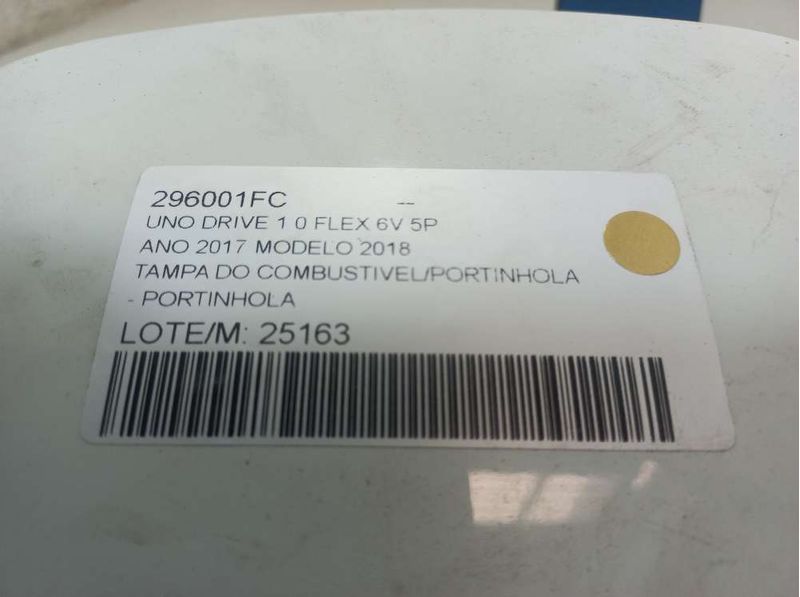 296001FC --
UNO DRIVE 1 0 FLEX 6V 5P
ANO 2017 MODELO 2018
TAMPA DO COMBUSTIVEL/PORTINHOLA
- PORTINHOLA
LOTE/M: 25163